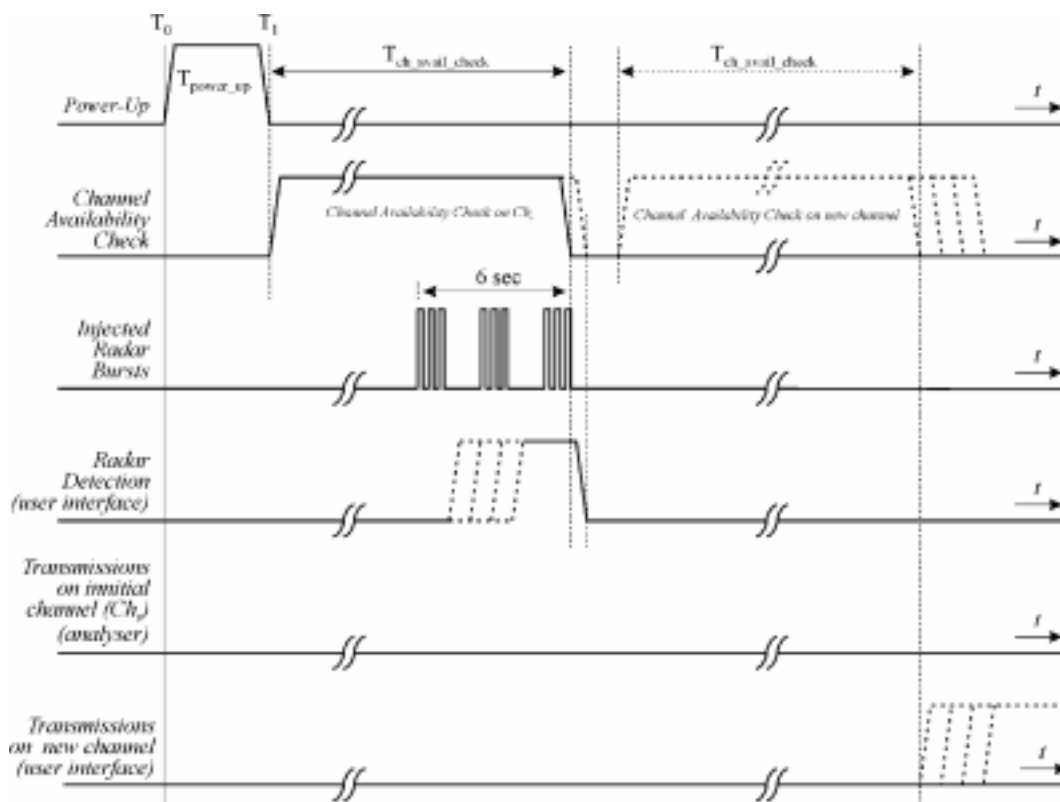 T0
T1
Tch_avail_check
Tch_avail_check
Tpower_up
Power-Up
t
Channel
Availability
Check
Channel Availability Check on Chr
Channel Availability Check on new channel
t
6 sec
Injected
Radar
Bursts
t
Radar
Detection
(user interface)
t
Transmissions
on innitial
channel (Chr)
(analyser)
t
Transmissions
on new channel
(user interface)
t